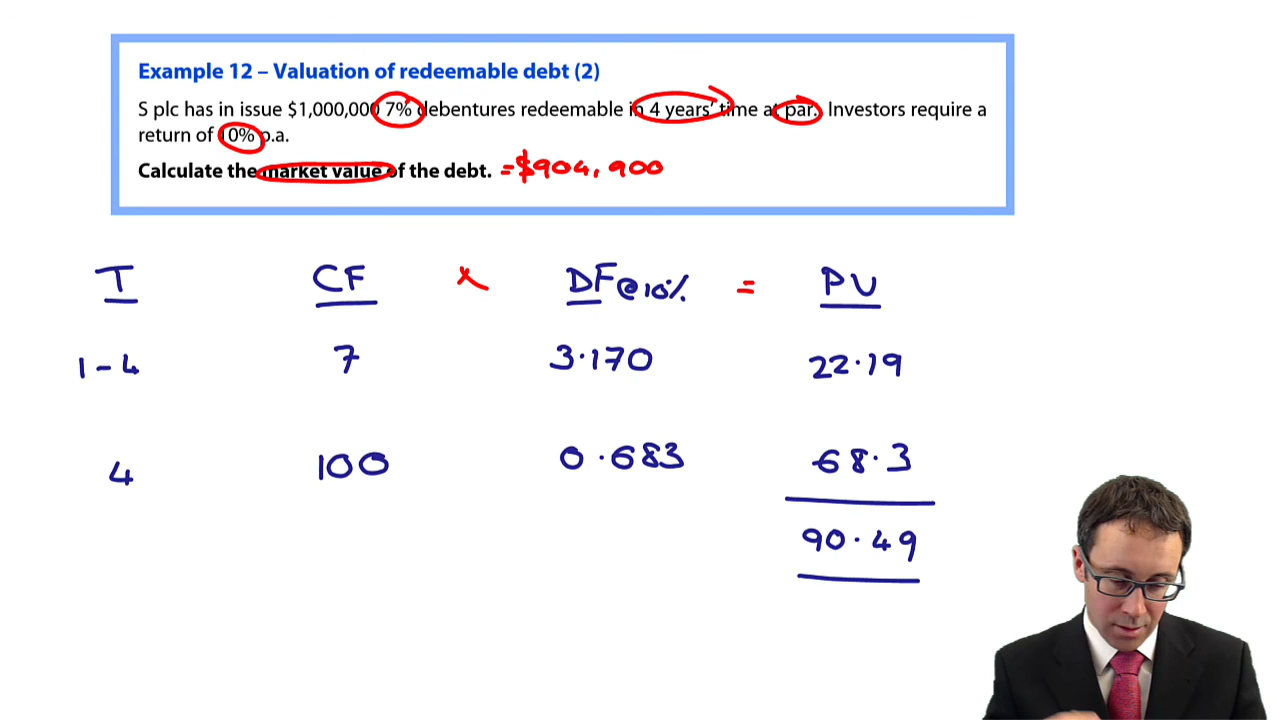 Example 12 – Valuation of redeemable debt (2)
S plc has in issue $1,000,000 7% debentures redeemable in 4 years' time at par. Investors require a
return of 10% p.a.
Calculate the market value of the debt. = $904,900
T CF × DF@10% = PV
1-4 7 3.170 22.19
4 100 0.683 68.3
90.49